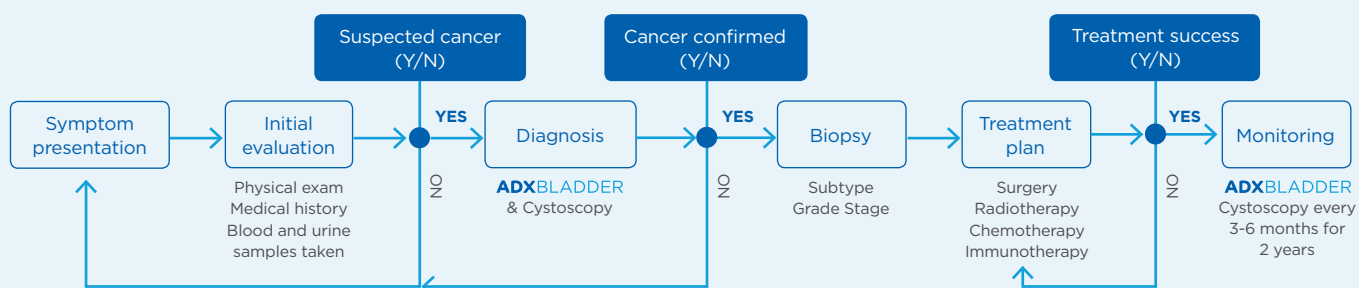 Suspected cancer
(Y/N)
Cancer confirmed
(Y/N)
Treatment success
(Y/N)
Symptom
presentation
Initial
evaluation
YES
Diagnosis
YES
Biopsy
Treatment
plan
YES
Monitoring
Physical exam
Medical history
Blood and urine
samples taken
NO
ADXBLADDER
& Cystoscopy
NO
Subtype
Grade Stage
Surgery
Radiotherapy
Chemotherapy
Immunotherapy
NO
ADXBLADDER
Cystoscopy every
3-6 months for
2 years